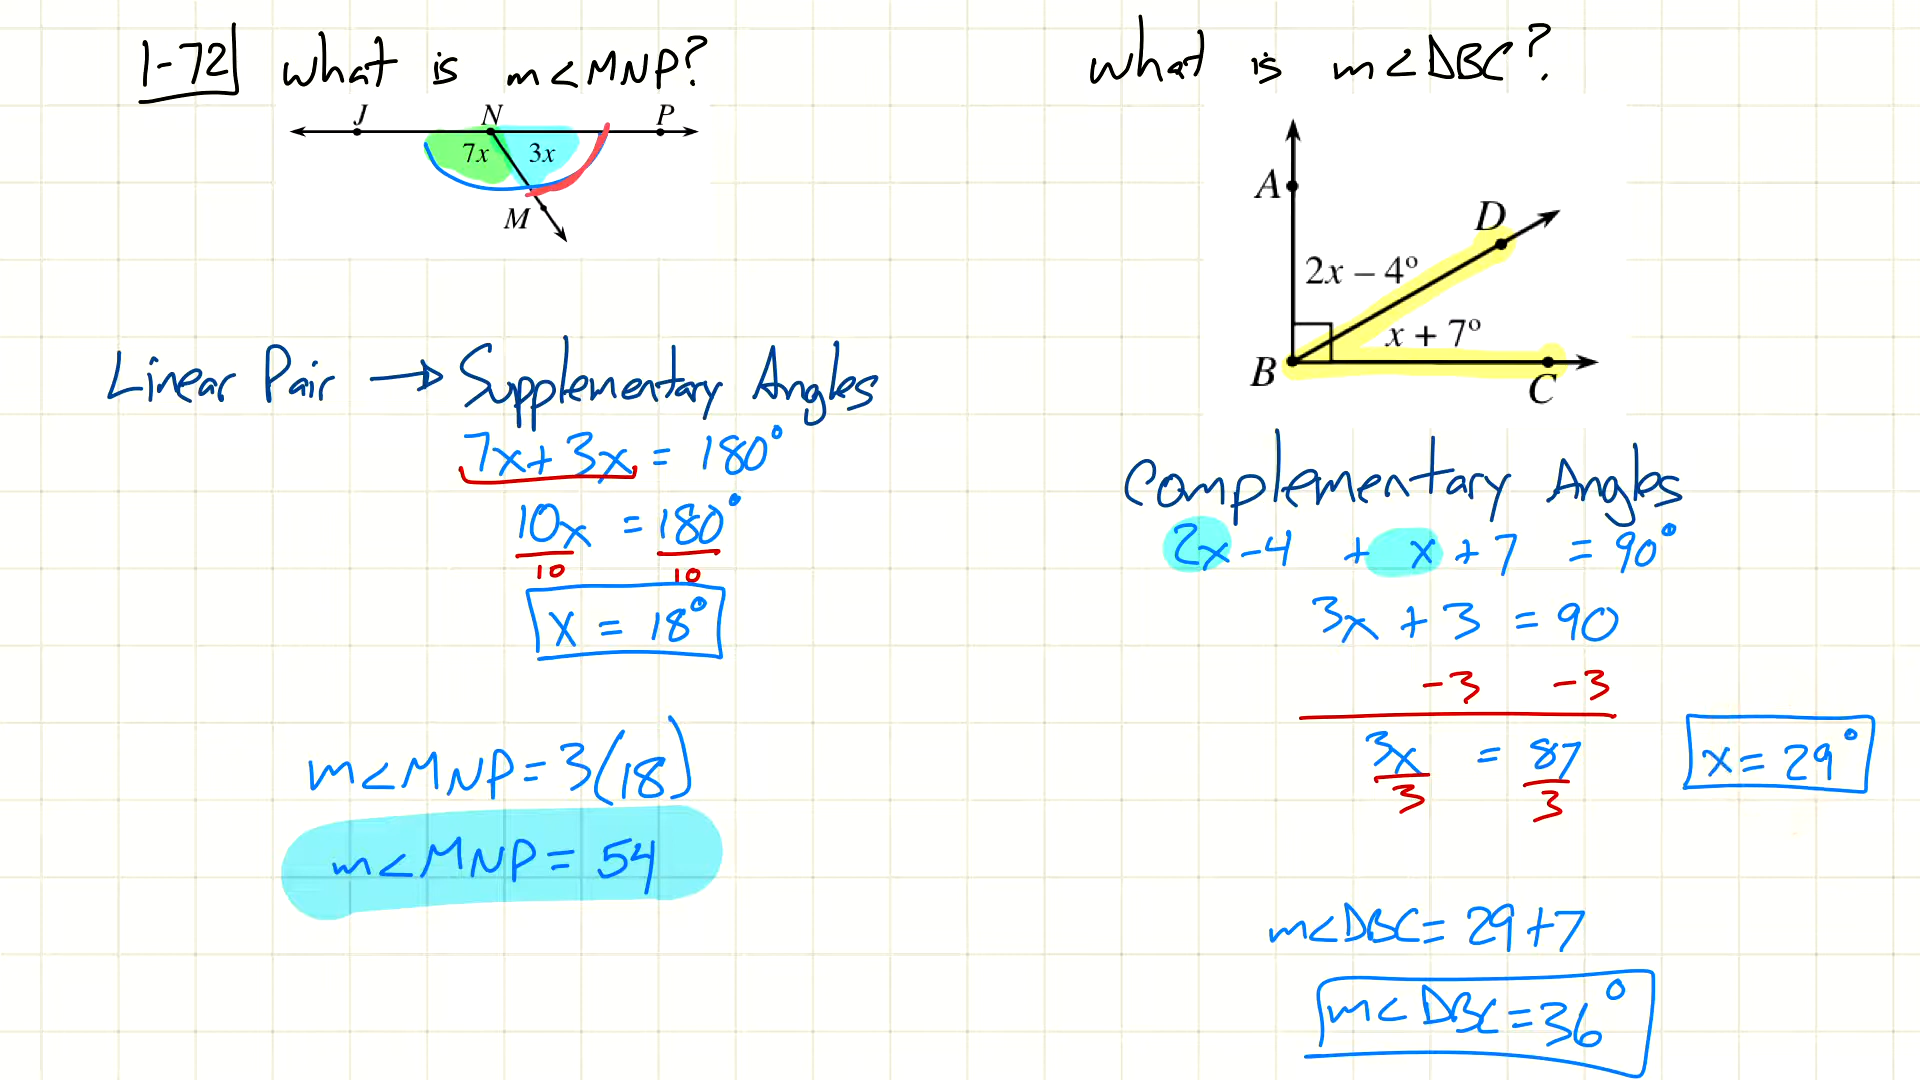 1-72 what is m<MNP?
J N P
7x 3x
M
Linear Pair → Supplementary Angles
7x + 3x = 180°
10x = 180°
10 10
x = 18°
m<MNP = 3(18)
m<MNP = 54
what is m<DBC?
A
D
2x – 4°
x + 7°
B
C
Complementary Angles
2x - 4 + x + 7 = 90°
3x + 3 = 90
-3 -3
3x = 87
3 3
x = 29°
m<DBC = 29+7
m<DBC = 36°